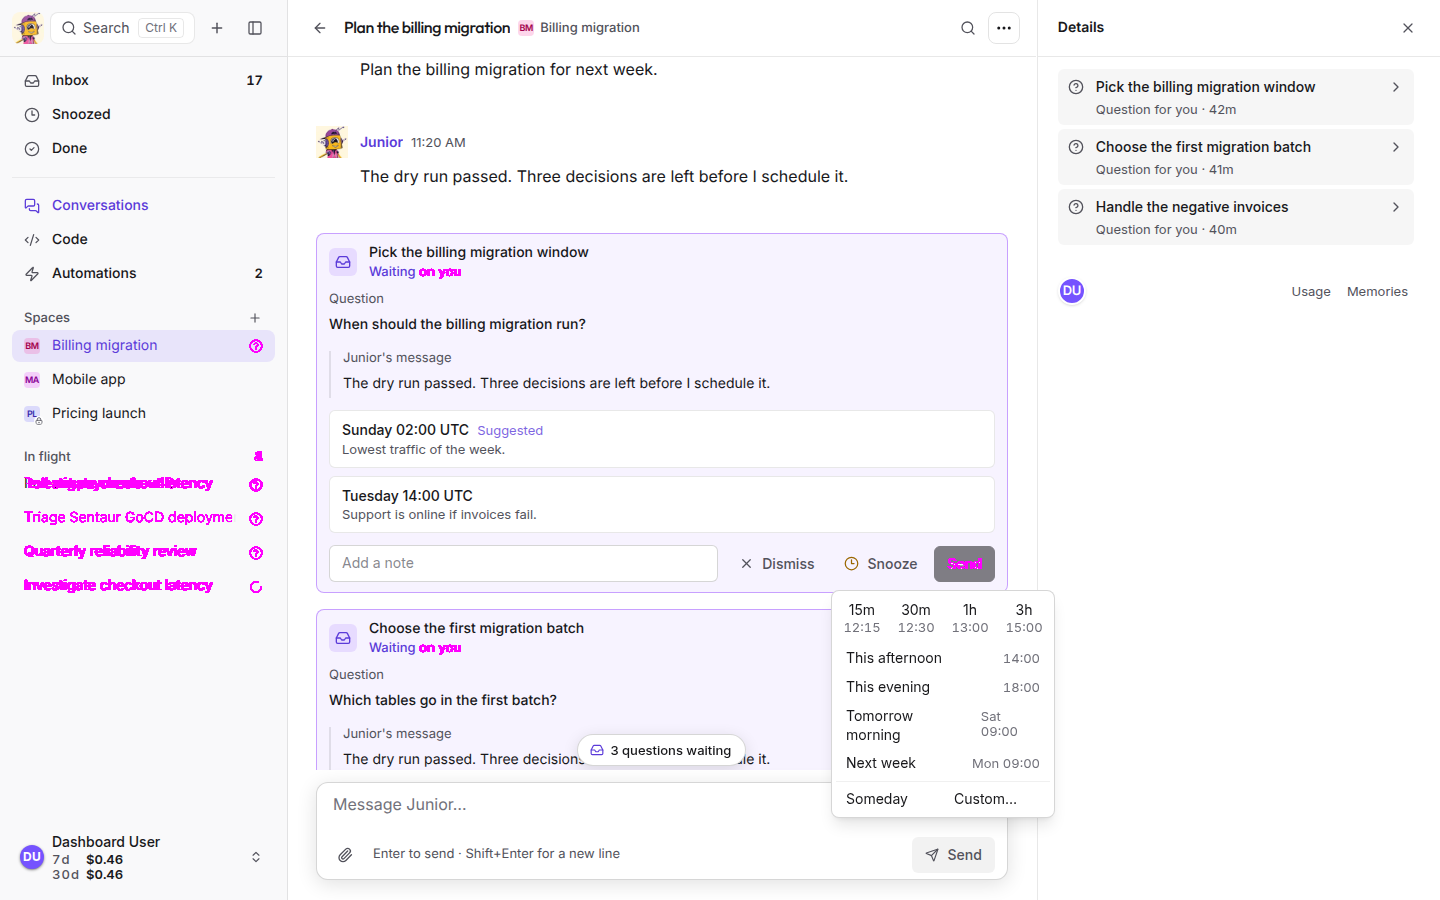 Search Ctrl K
Inbox 17
Snoozed
Done
Conversations
Code
Automations 2
Spaces
BM Billing migration
MA Mobile app
PL Pricing launch
In flight
Triage Sentaur GoCD deployme
Quarterly reliability review
Investigate checkout latency
DU Dashboard User
7d $0.46
30d $0.46
Plan the billing migration BM Billing migration
Plan the billing migration for next week.
Junior 11:20 AM
The dry run passed. Three decisions are left before I schedule it.
Pick the billing migration window
Waiting on you
Question
When should the billing migration run?
Junior's message
The dry run passed. Three decisions are left before I schedule it.
Sunday 02:00 UTC Suggested
Lowest traffic of the week.
Tuesday 14:00 UTC
Support is online if invoices fail.
Add a note Dismiss Snooze Send
15m 30m 1h 3h
12:15 12:30 13:00 15:00
This afternoon 14:00
This evening 18:00
Tomorrow morning Sat 09:00
Next week Mon 09:00
Someday Custom...
Choose the first migration batch
Waiting on you
Question
Which tables go in the first batch?
Junior's message
The dry run passed. Three decisions le it.
3 questions waiting
Message Junior...
Enter to send · Shift+Enter for a new line Send
Details
Pick the billing migration window
Question for you · 42m
Choose the first migration batch
Question for you · 41m
Handle the negative invoices
Question for you · 40m
DU Usage Memories